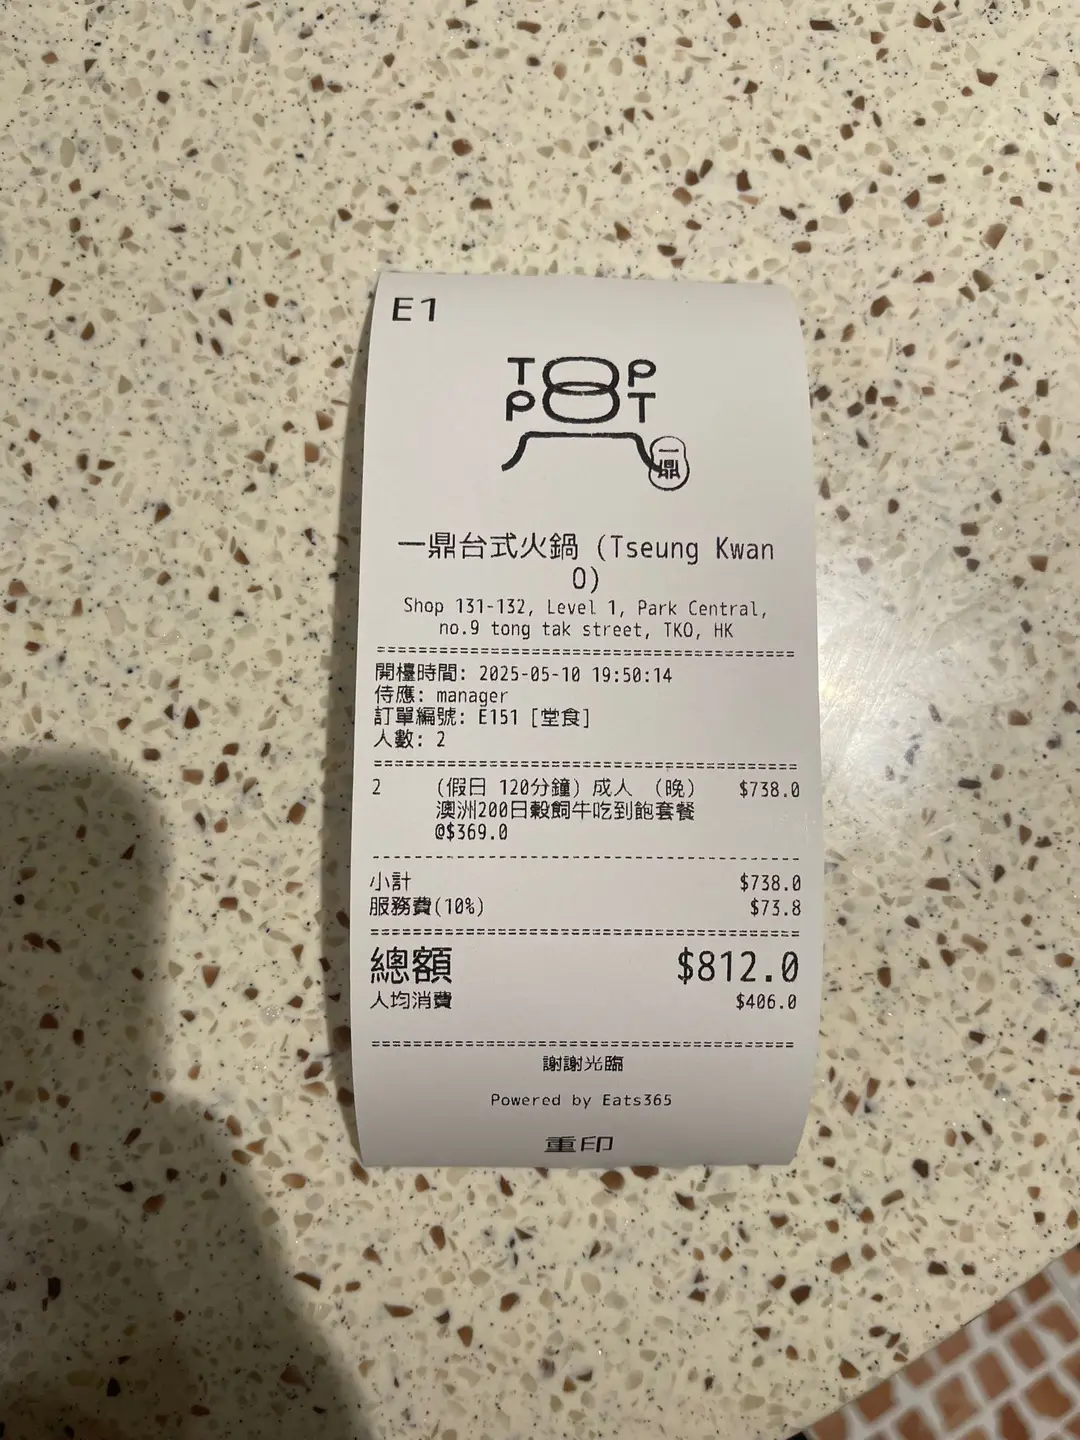 E1
TOP
POT
一鼎
一鼎台式火鍋 (Tseung Kwan
O)
Shop 131-132, Level 1, Park Central,
no.9 tong tak street, TKO, HK
開檯時間: 2025-05-10 19:50:14
侍應: manager
訂單編號: E151 [堂食]
人數: 2
2 (假日 120分鐘) 成人 (晚) $738.0
澳洲200日穀飼牛吃到飽套餐
@$369.0
小計 $738.0
服務費(10%) $73.8
總額 $812.0
人均消費 $406.0
謝謝光臨
Powered by Eats365
重印